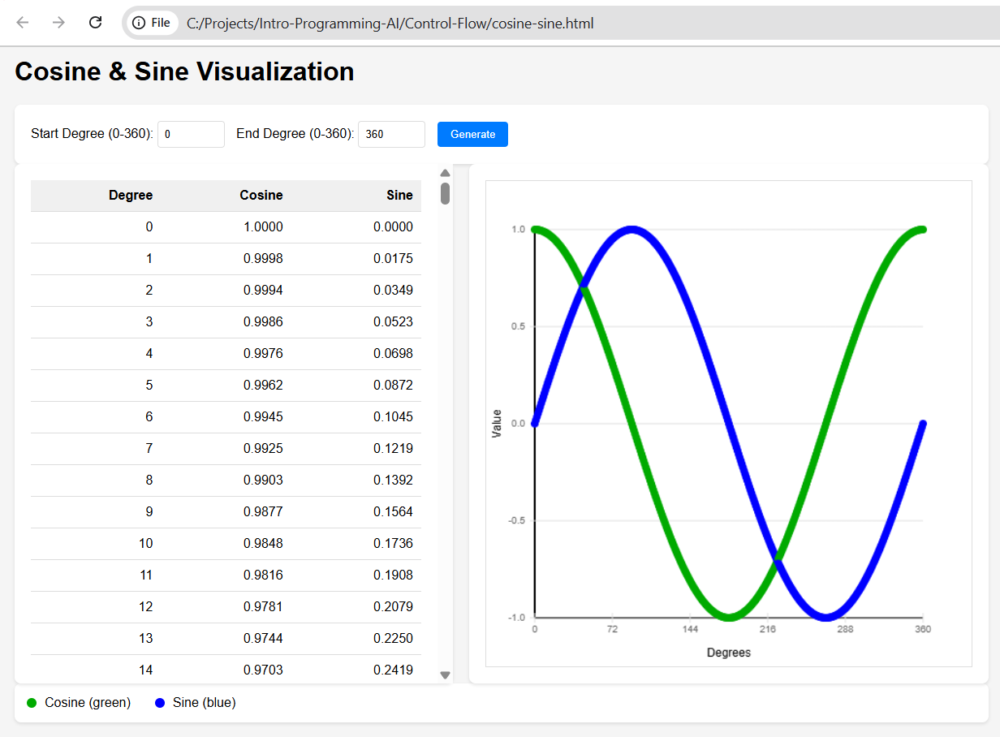 File C:/Projects/Intro-Programming-AI/Control-Flow/cosine-sine.html
Cosine & Sine Visualization
Start Degree (0-360): 0 End Degree (0-360): 360 Generate
Degree Cosine Sine
0 1.0000 0.0000
1 0.9998 0.0175
2 0.9994 0.0349
3 0.9986 0.0523
4 0.9976 0.0698
5 0.9962 0.0872
6 0.9945 0.1045
7 0.9925 0.1219
8 0.9903 0.1392
9 0.9877 0.1564
10 0.9848 0.1736
11 0.9816 0.1908
12 0.9781 0.2079
13 0.9744 0.2250
14 0.9703 0.2419
1.0
0.5
0.0
-0.5
-1.0
Value
0 72 144 216 288 360
Degrees
Cosine (green) Sine (blue)